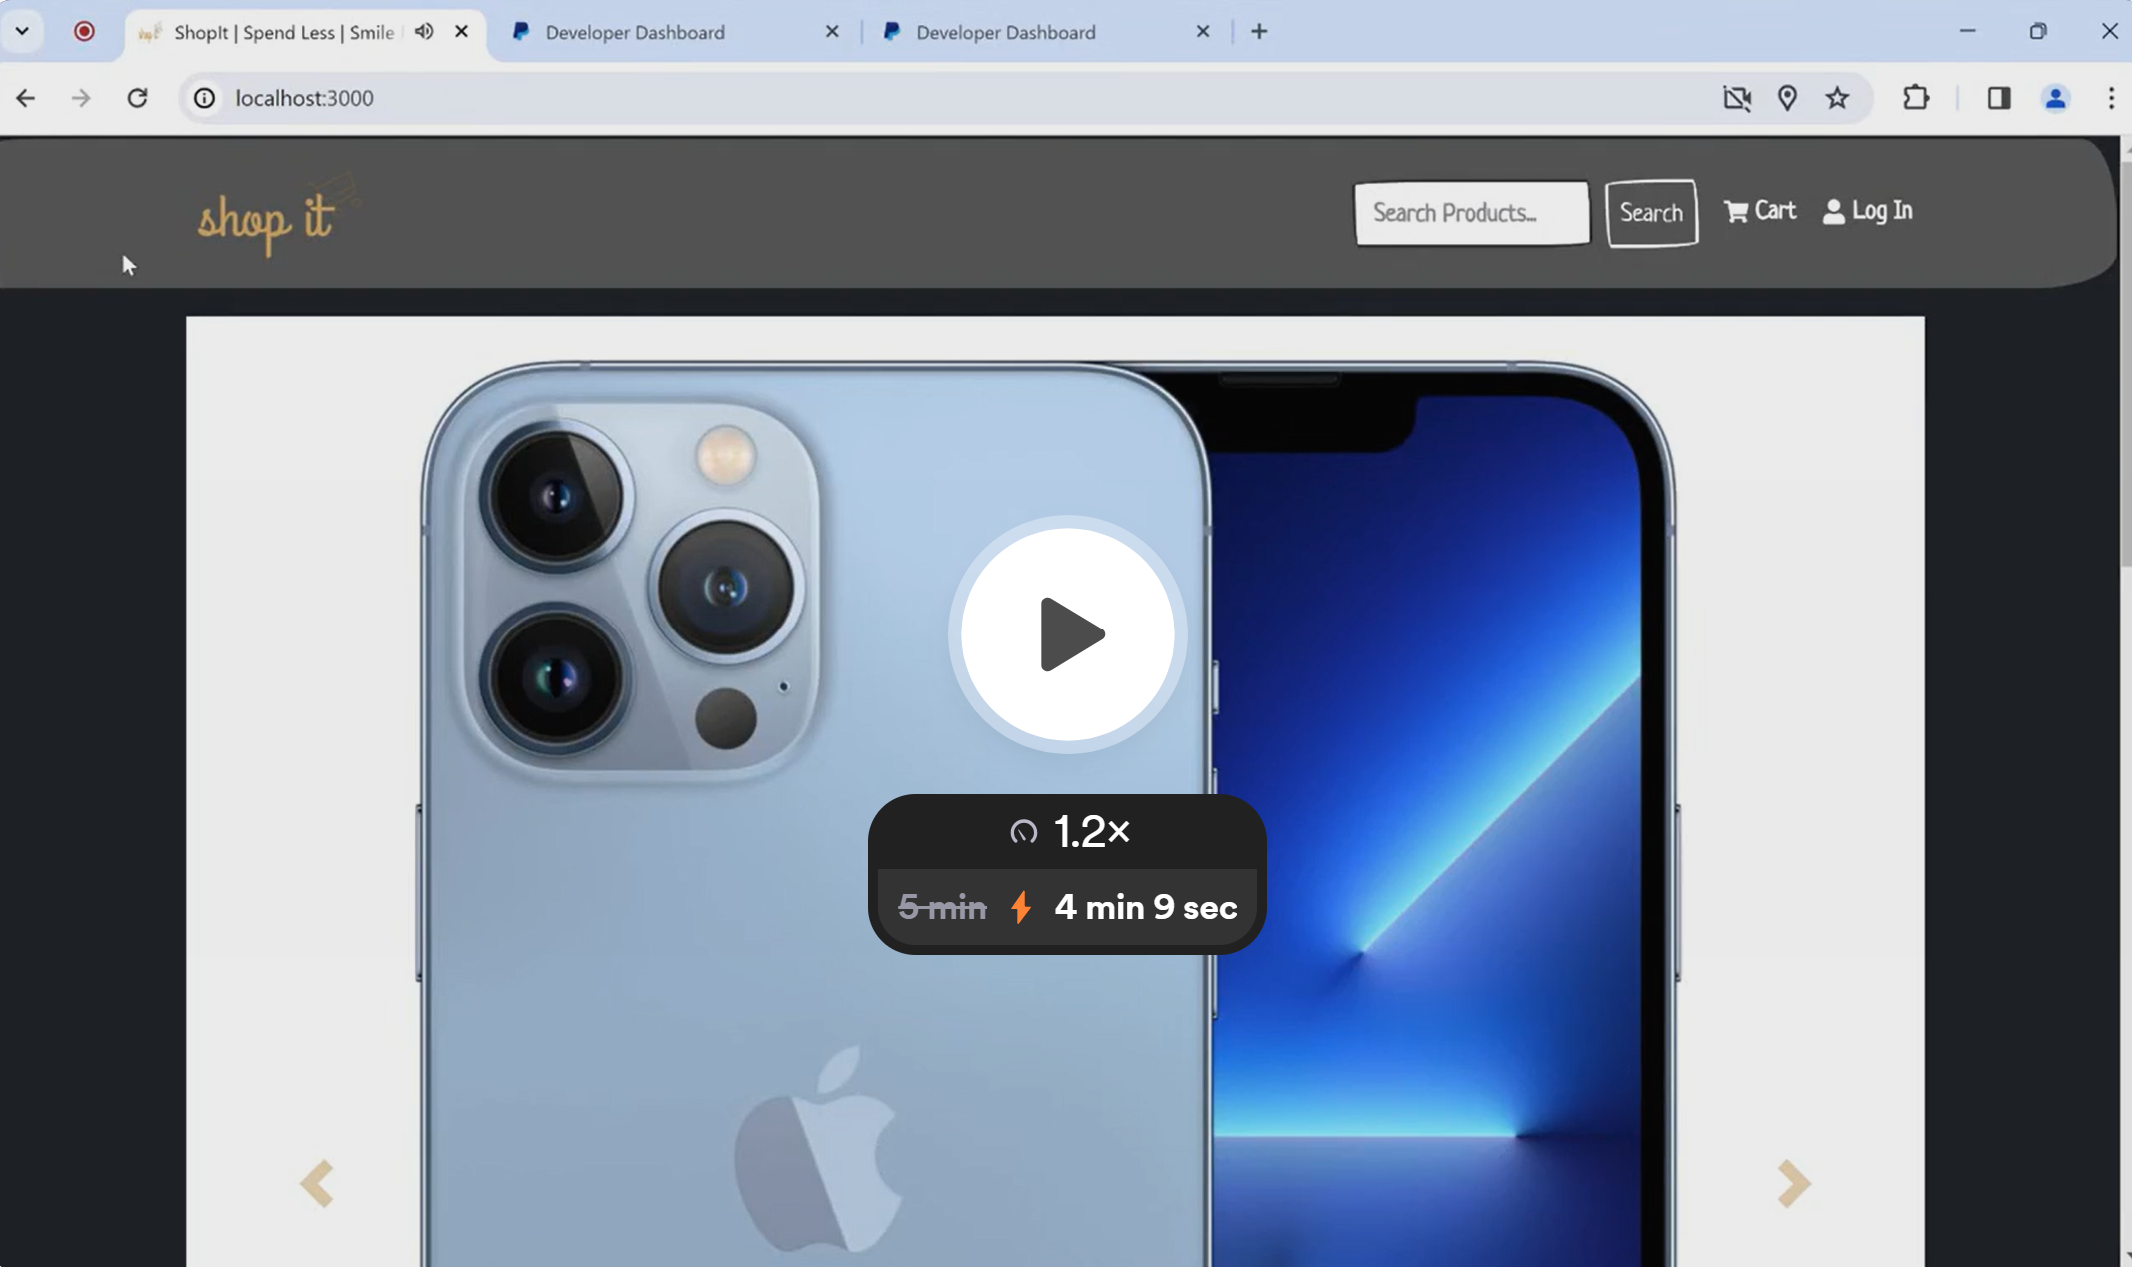 ShopIt | Spend Less | Smile
Developer Dashboard
Developer Dashboard
localhost:3000
shop it
Search Products...
Search
Cart
Log In
1.2×
5 min
4 min 9 sec